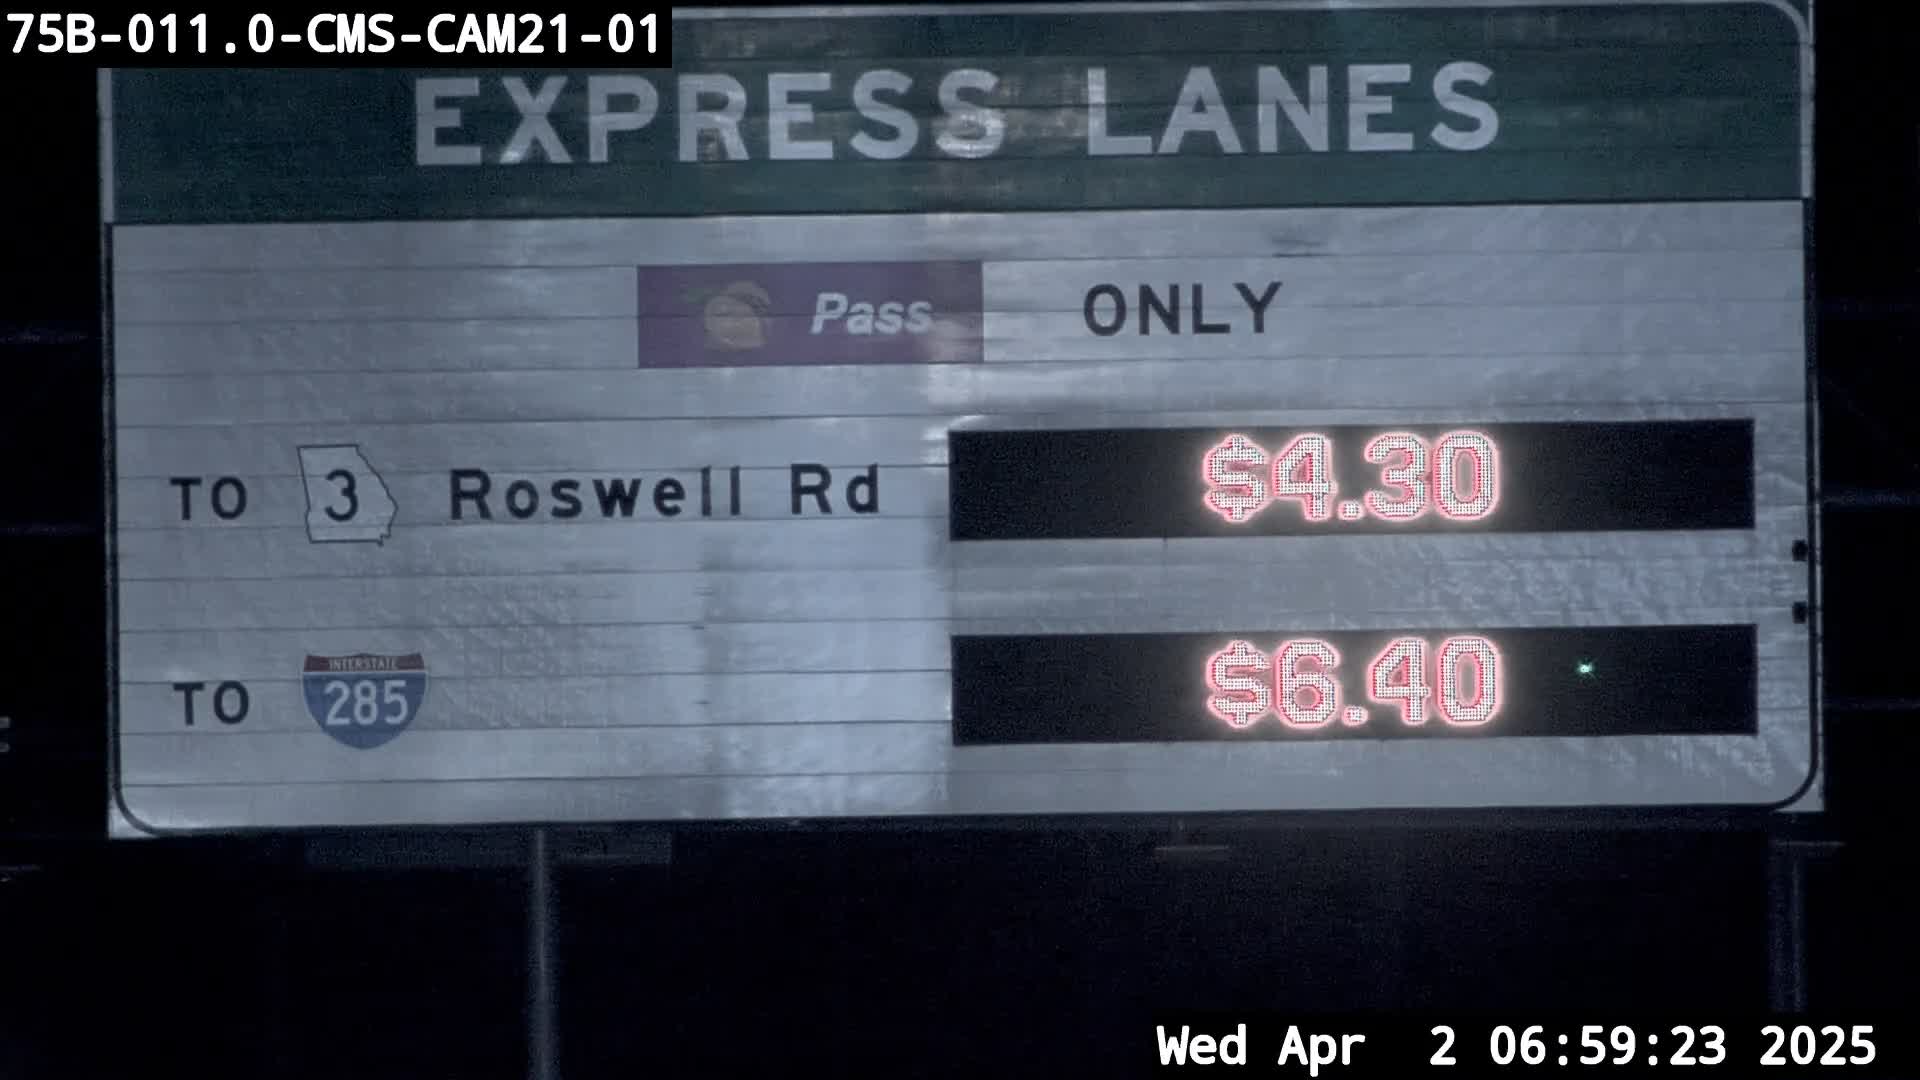 75B-011.0-CMS-CAM21-01
EXPRESS LANES
Pass ONLY
TO 3 Roswell Rd $4.30
TO INTERSTATE 285 $6.40
Wed Apr 2 06:59:23 2025